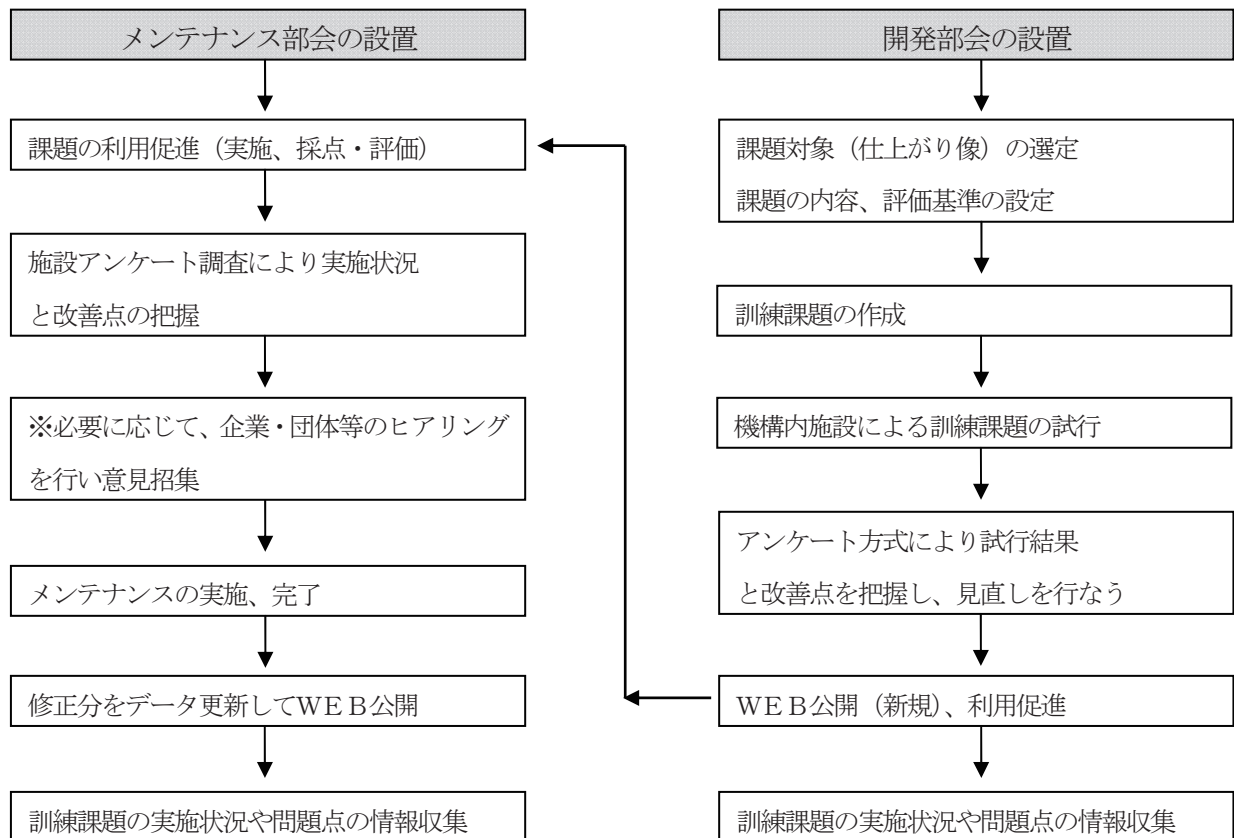 メンテナンス部会の設置
課題の利用促進（実施、採点・評価）
施設アンケート調査により実施状況
と改善点の把握
※必要に応じて、企業・団体等のヒアリング
を行い意見招集
メンテナンスの実施、完了
修正分をデータ更新してＷＥＢ公開
訓練課題の実施状況や問題点の情報収集
開発部会の設置
課題対象（仕上がり像）の選定
課題の内容、評価基準の設定
訓練課題の作成
機構内施設による訓練課題の試行
アンケート方式により試行結果
と改善点を把握し、見直しを行なう
ＷＥＢ公開（新規）、利用促進
訓練課題の実施状況や問題点の情報収集